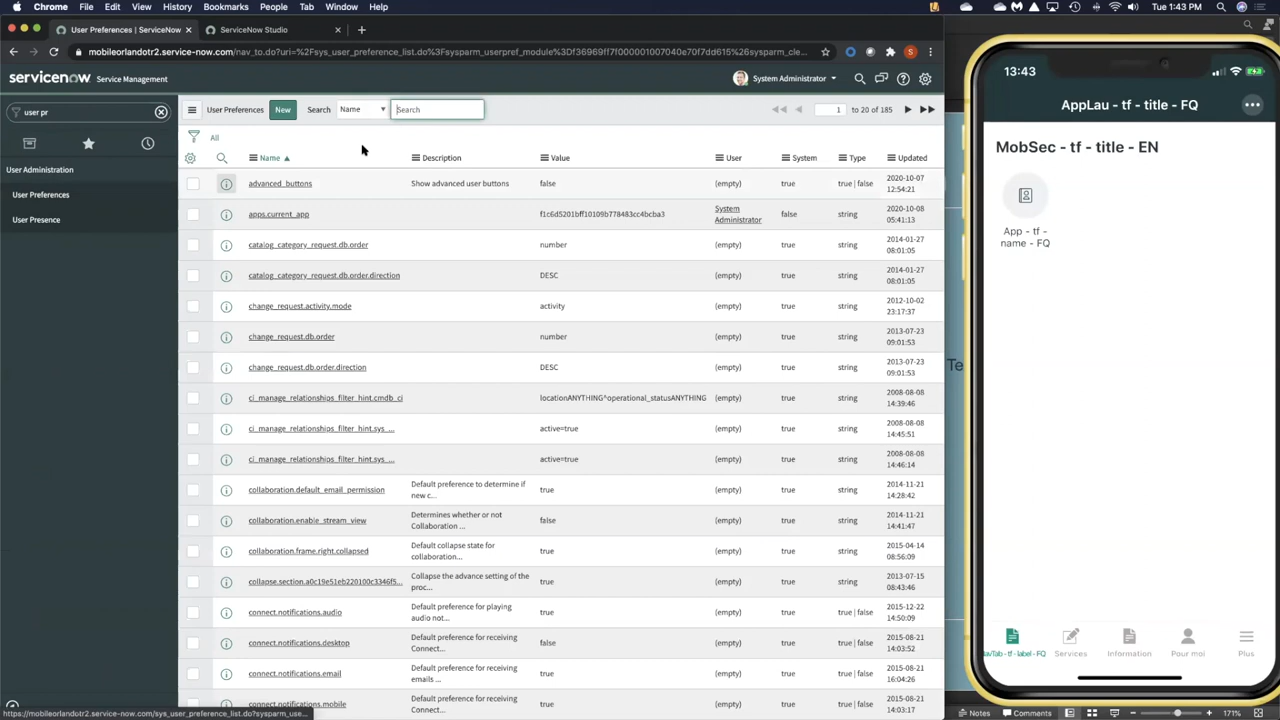 Chrome File Edit View History Bookmarks People Tab Window Help
Tue 1:43 PM
User Preferences | ServiceNow
ServiceNow Studio
mobileorlandotr2.service-now.com/nav_to.do?uri=%2Fsys_user_preference_list.do%3Fsysparm_userpref_module%3Df36969ff7f000001070f7dd615%26sysparm_cle...
servicenow Service Management
System Administrator
user pr
User Preferences New Search Name Search
1 to 20 of 185
All
User Administration
User Preferences
User Presence
Name Description Value User System Type Updated
advanced_buttons Show advanced user buttons false (empty) true true | false 2020-10-07 12:54:21
apps.current_app f1c6d5201bff10109b778483cc4bcba3 System Administrator false string 2020-10-08 05:41:13
catalog_category_request.db.order number (empty) true string 2014-01-27 08:01:05
catalog_category_request.db.order.direction DESC (empty) true string 2014-01-27 08:01:05
change_request.activity.mode activity (empty) true string 2012-10-02 23:17:37
change_request.db.order number (empty) true string 2013-07-23 09:01:53
change_request.db.order.direction DESC (empty) true string 2013-07-23 09:01:53
ci_manage_relationships_filter_hint.cmdb_ci locationANYTHING^operational_statusANYTHING (empty) true string 2008-08-08 14:39:46
ci_manage_relationships_filter_hint.sys_... active=true (empty) true string 2008-08-08 14:45:51
ci_manage_relationships_filter_hint.sys_... active=true (empty) true string 2008-08-08 14:46:14
collaboration.default_email_permission Default preference to determine if new c... true (empty) true string 2014-11-21 14:28:42
collaboration.enable_stream_view Determines whether or not Collaboration ... false (empty) true string 2014-11-21 14:41:47
collaboration.frame.right.collapsed Default collapse state for collaboration... true (empty) true string 2015-04-14 08:56:09
collapse.section.a0c19e51eb220100c3346f5... Collapse the advance setting of the proc... true (empty) true string 2013-07-15 08:43:46
connect.notifications.audio Default preference for playing audio not... true (empty) true true | false 2015-12-22 14:50:09
connect.notifications.desktop Default preference for receiving Connect... false (empty) true true | false 2015-08-21 14:03:52
connect.notifications.email Default preference for receiving emails ... true (empty) true true | false 2015-08-21 16:04:26
connect.notifications.mobile Default preference for receiving Connect... true (empty) true true | false 2015-08-21 14:03:17
https://mobileorlandotr2.service-now.com/sys_user_preference_list.do?sysparm_use...
13:43
AppLau - tf - title - FQ
MobSec - tf - title - EN
App - tf -
name - FQ
Te
NavTab - tf - label - FQ Services Information Pour moi Plus
Notes Comments 171%